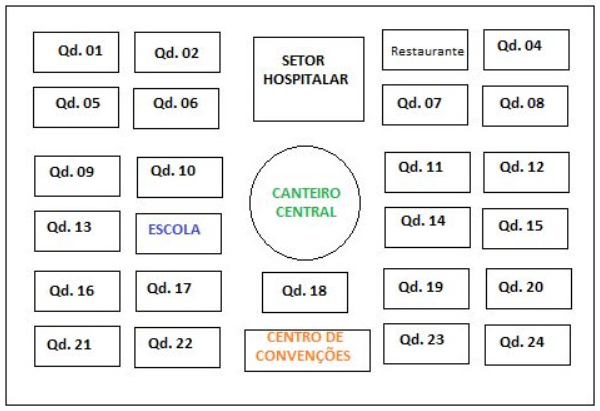 Qd. 01
Qd. 02
SETOR
HOSPITALAR
Restaurante
Qd. 04
Qd. 05
Qd. 06
Qd. 07
Qd. 08
Qd. 09
Qd. 10
CANTEIRO
CENTRAL
Qd. 11
Qd. 12
Qd. 13
ESCOLA
Qd. 14
Qd. 15
Qd. 16
Qd. 17
Qd. 18
Qd. 19
Qd. 20
Qd. 21
Qd. 22
CENTRO DE
CONVENÇÕES
Qd. 23
Qd. 24